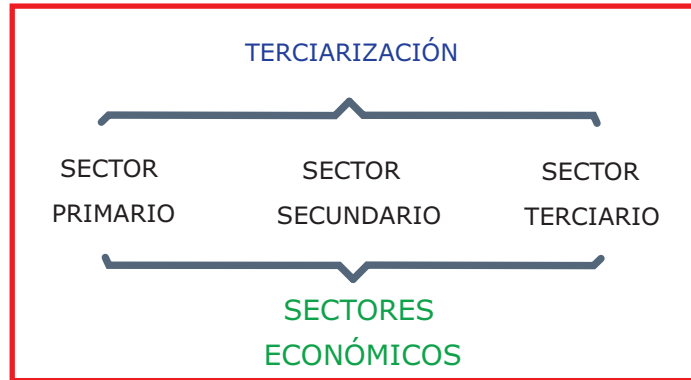 TERCIARIZACIÓN
SECTOR SECTOR SECTOR
PRIMARIO SECUNDARIO TERCIARIO
SECTORES
ECONÓMICOS